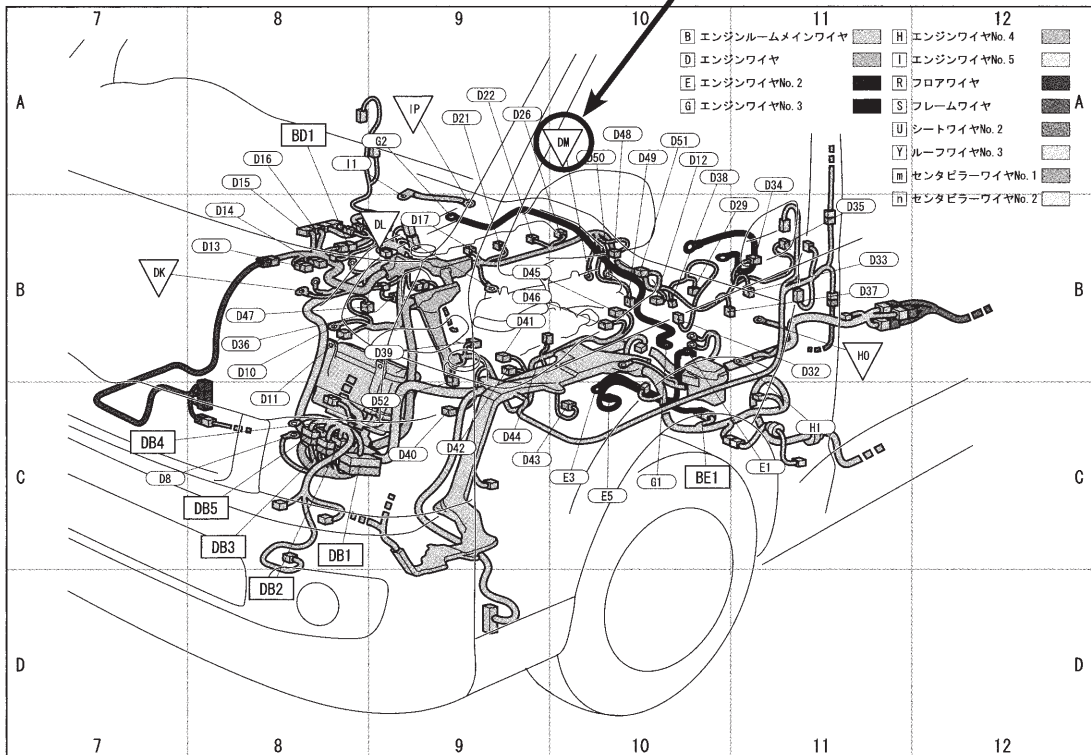 7 8 9 10 11 12
B エンジンルームメインワイヤ H エンジンワイヤNo.4
D エンジンワイヤ I エンジンワイヤNo.5
E エンジンワイヤNo.2 R フロアワイヤ
G エンジンワイヤNo.3 S フレームワイヤ
U シートワイヤNo.2
Y ルーフワイヤNo.3
m センタピラーワイヤNo.1
n センタピラーワイヤNo.2
A A
D22 IP D21 D26 DM D48
BD1 G2 D50 D49 D51 D12
D16 I1 D38 D34
D15 D29 D35
D14 DL D17
D13 D33
DK D45 B B
D47 D46 D37
D41
D36 D39 HO
D10 D32
D11 D52
D44 HI
DB4 D40 D42 D43
D8 E3 G1 BE1 E1
C C
DB5 E5
DB3 DB1
DB2
D D
7 8 9 10 11 12